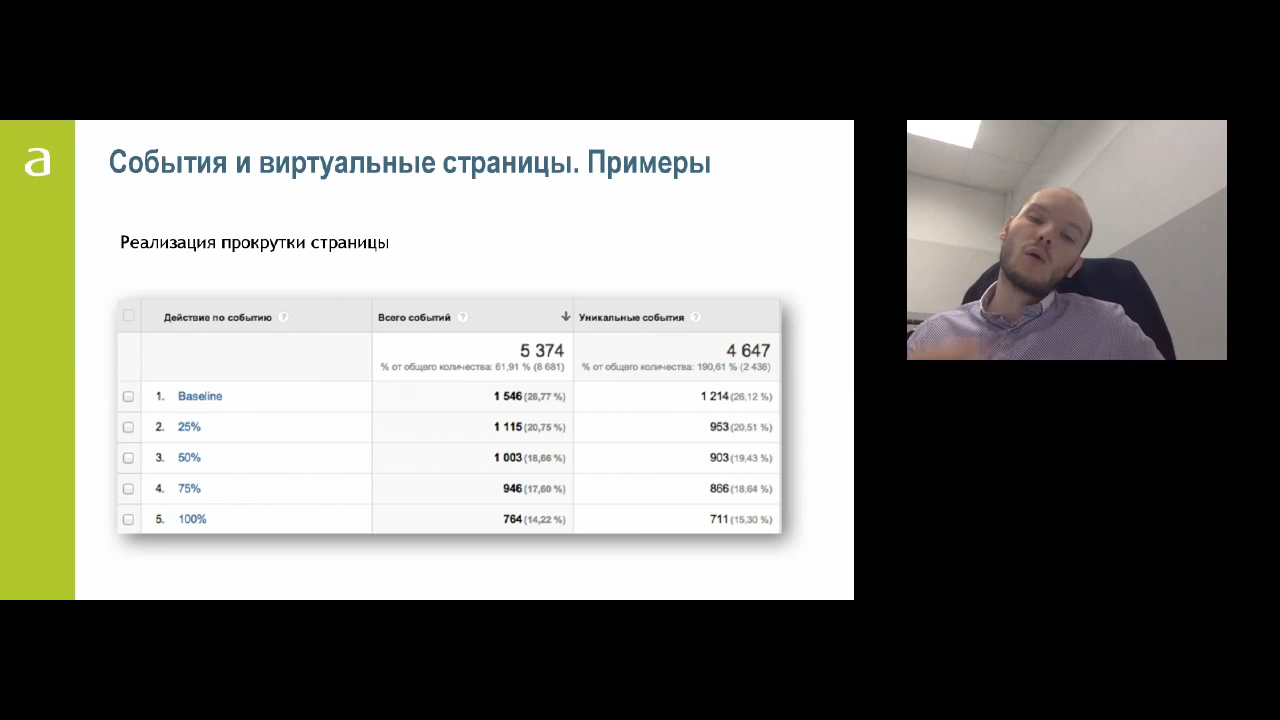 a
События и виртуальные страницы. Примеры
Реализация прокрутки страницы
Действие по событию ? Всего событий ? Уникальные события ?
5 374 4 647
% от общего количества: 61,91 % (8 681) % от общего количества: 190,61 % (2 438)
1. Baseline 1 546 (28,77 %) 1 214 (26,12 %)
2. 25% 1 115 (20,75 %) 953 (20,51 %)
3. 50% 1 003 (18,66 %) 903 (19,43 %)
4. 75% 946 (17,60 %) 866 (18,64 %)
5. 100% 764 (14,22 %) 711 (15,30 %)